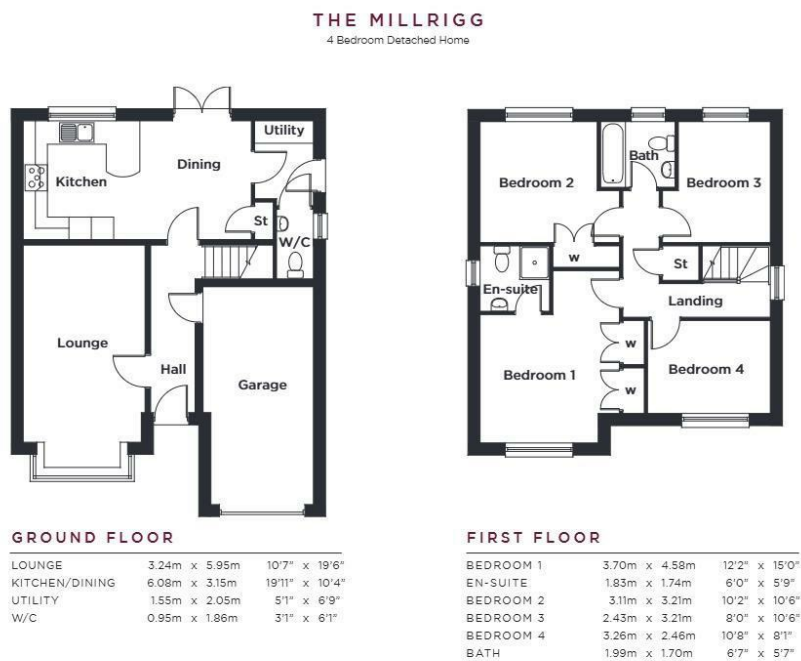 THE MILLRIGG
4 Bedroom Detached Home
Utility
Dining
Kitchen
St
W/C
Lounge
Hall
Garage
Bedroom 2
Bath
Bedroom 3
w
St
En-suite
Landing
w
Bedroom 1
Bedroom 4
w
GROUND FLOOR
LOUNGE 3.24m x 5.95m 10'7" x 19'6"
KITCHEN/DINING 6.08m x 3.15m 19'11" x 10'4"
UTILITY 1.55m x 2.05m 5'1" x 6'9"
W/C 0.95m x 1.86m 3'1" x 6'1"
FIRST FLOOR
BEDROOM 1 3.70m x 4.58m 12'2" x 15'0"
EN-SUITE 1.83m x 1.74m 6'0" x 5'9"
BEDROOM 2 3.11m x 3.21m 10'2" x 10'6"
BEDROOM 3 2.43m x 3.21m 8'0" x 10'6"
BEDROOM 4 3.26m x 2.46m 10'8" x 8'1"
BATH 1.99m x 1.70m 6'7" x 5'7"